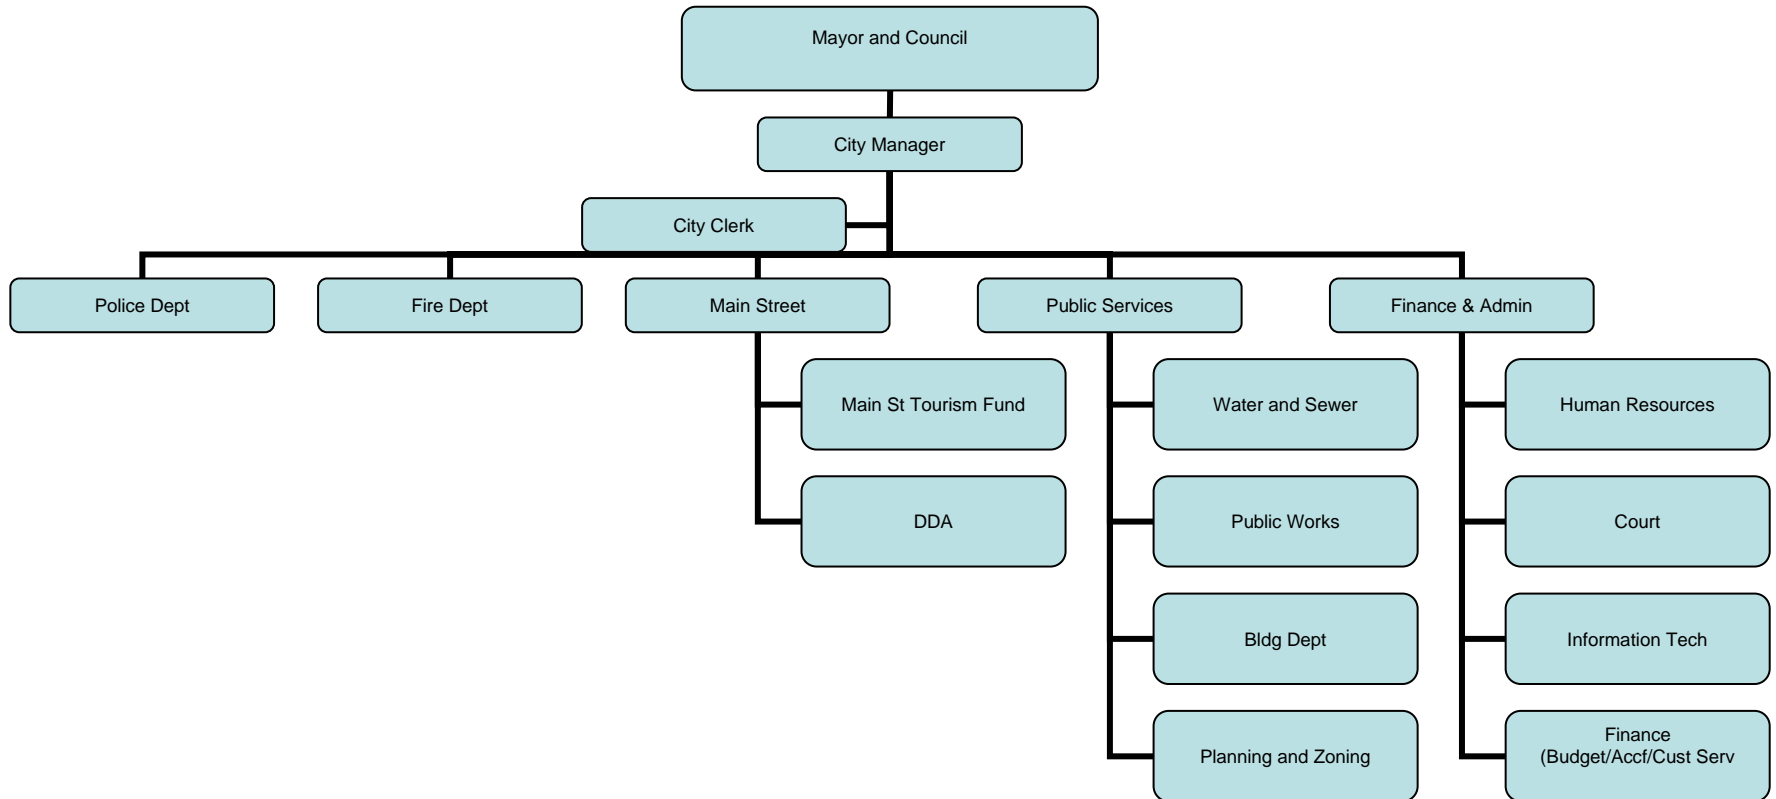 Mayor and Council
City Manager
City Clerk
Police Dept
Fire Dept
Main Street
Public Services
Finance & Admin
Main St Tourism Fund
Water and Sewer
Human Resources
DDA
Public Works
Court
Bldg Dept
Information Tech
Planning and Zoning
Finance
(Budget/Accf/Cust Serv